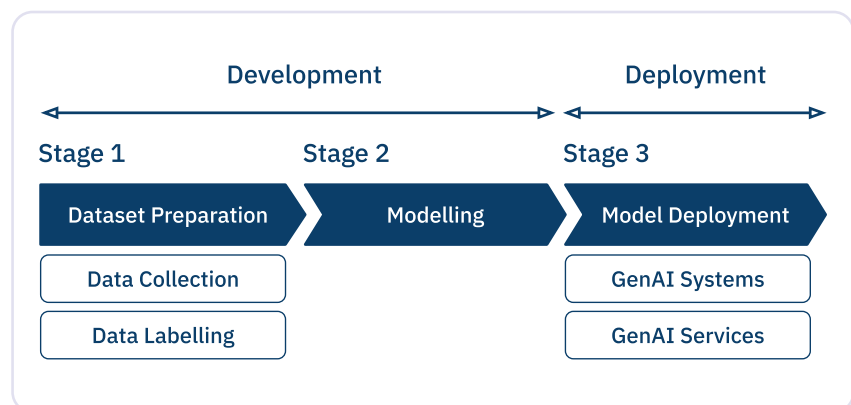 Development
Deployment
Stage 1
Stage 2
Stage 3
Dataset Preparation
Modelling
Model Deployment
Data Collection
GenAI Systems
Data Labelling
GenAI Services